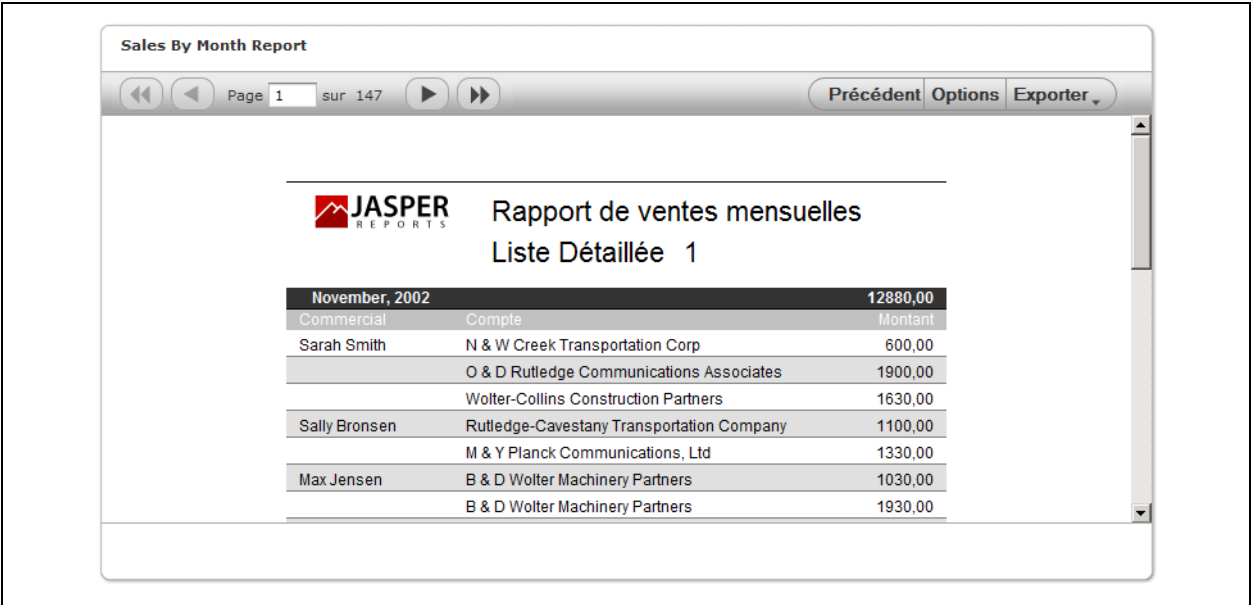 Sales By Month Report
Page 1 sur 147 Précédent Options Exporter
JASPER Rapport de ventes mensuelles
REPORTS
Liste Détaillée 1
November, 2002 12880,00
Commercial Compte Montant
Sarah Smith N & W Creek Transportation Corp 600,00
O & D Rutledge Communications Associates 1900,00
Wolter-Collins Construction Partners 1630,00
Sally Bronsen Rutledge-Cavestany Transportation Company 1100,00
M & Y Planck Communications, Ltd 1330,00
Max Jensen B & D Wolter Machinery Partners 1030,00
B & D Wolter Machinery Partners 1930,00